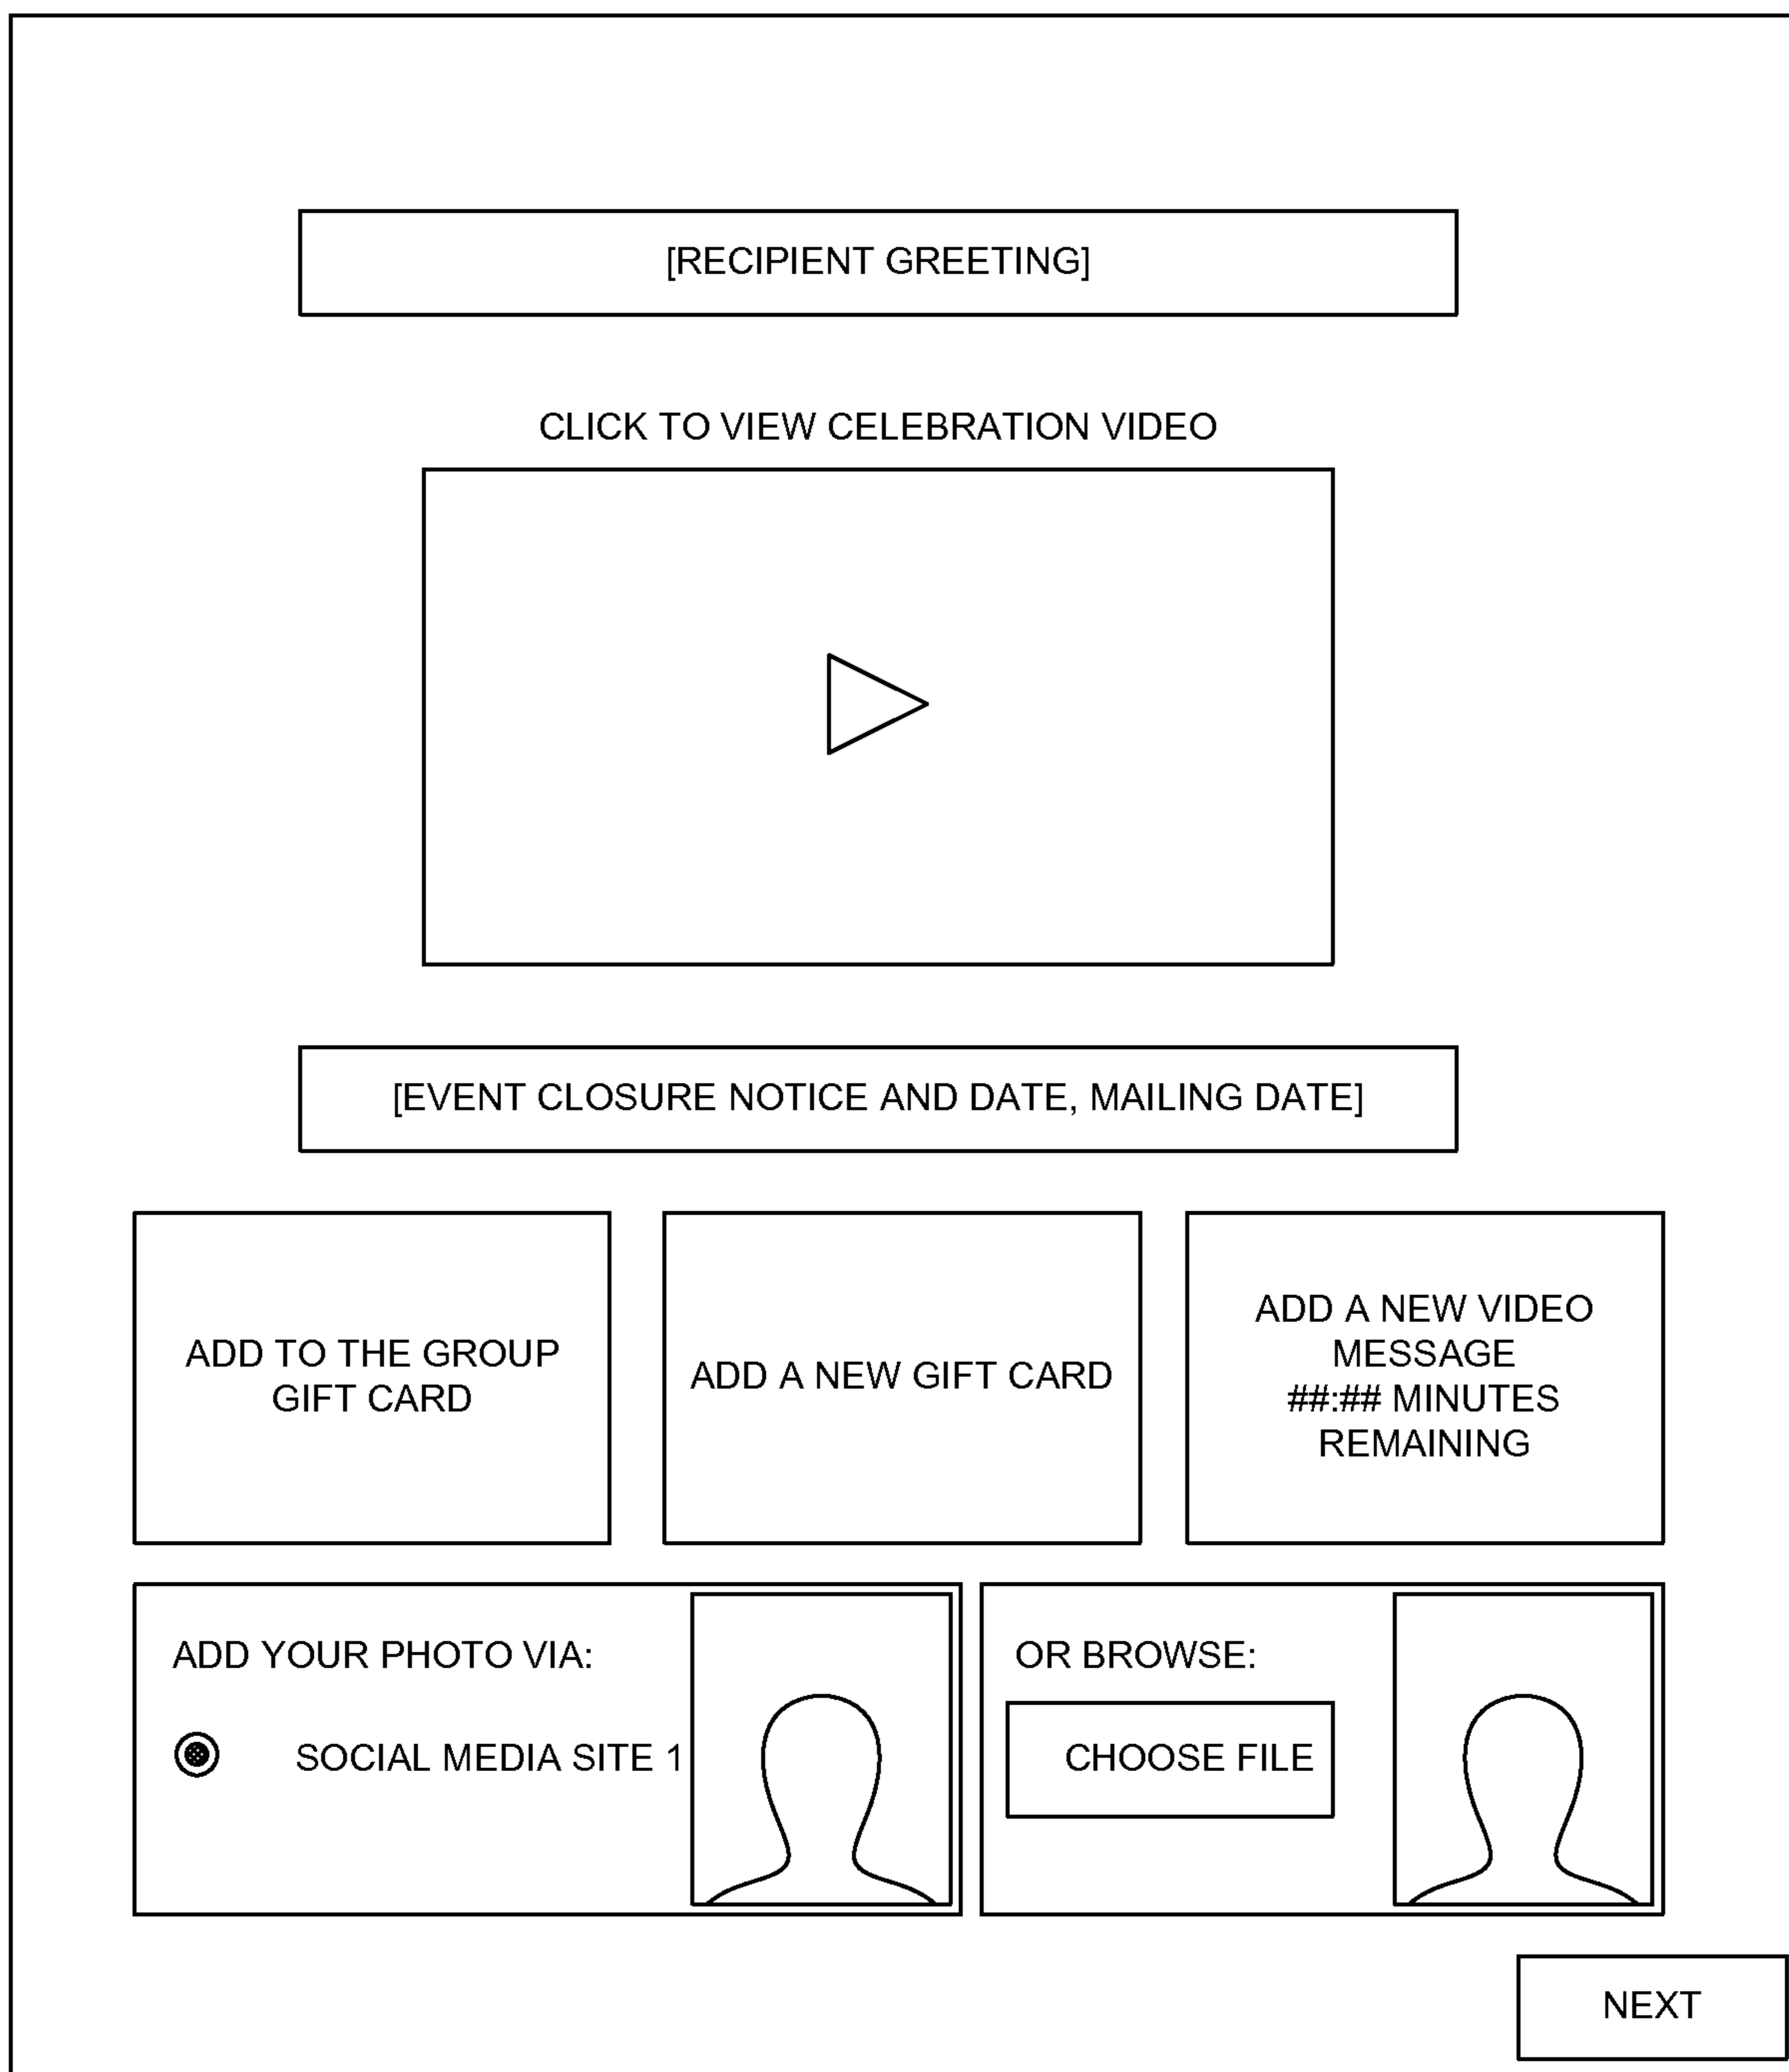 [RECIPIENT GREETING]
CLICK TO VIEW CELEBRATION VIDEO
[EVENT CLOSURE NOTICE AND DATE, MAILING DATE]
ADD TO THE GROUP
GIFT CARD
ADD A NEW GIFT CARD
ADD A NEW VIDEO
MESSAGE
##:## MINUTES
REMAINING
ADD YOUR PHOTO VIA:
SOCIAL MEDIA SITE 1
OR BROWSE:
CHOOSE FILE
NEXT